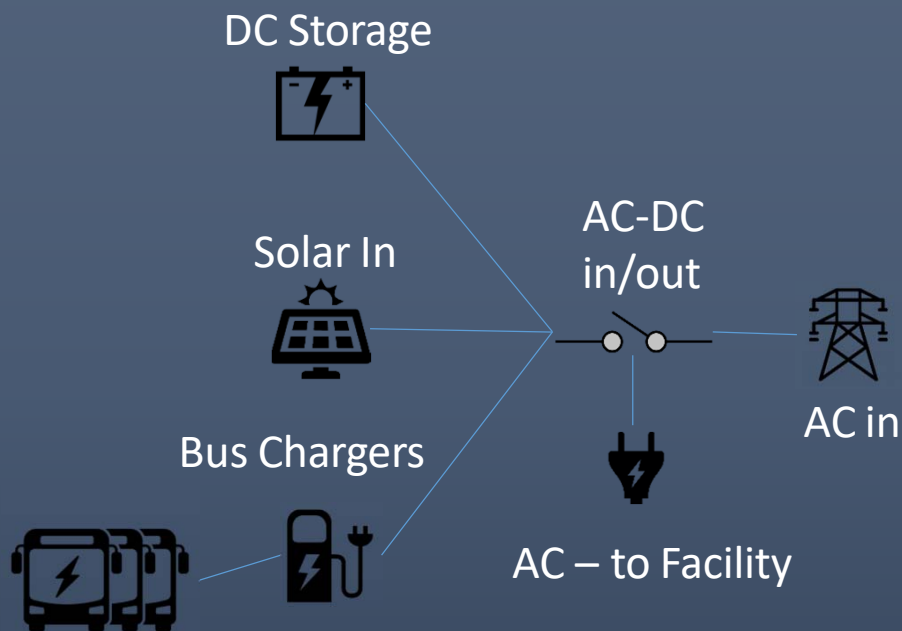 DC Storage
AC-DC
in/out
Solar In
AC in
Bus Chargers
AC – to Facility